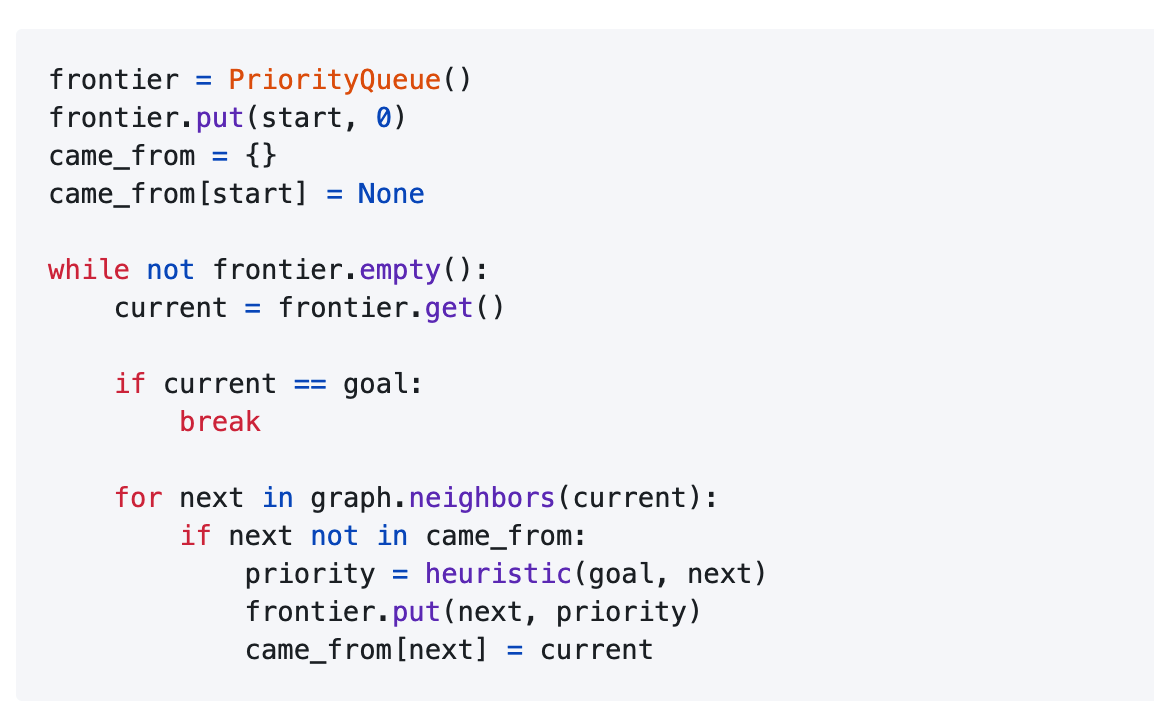 frontier = PriorityQueue()
frontier.put(start, 0)
came_from = {}
came_from[start] = None

while not frontier.empty():
    current = frontier.get()

    if current == goal:
        break

    for next in graph.neighbors(current):
        if next not in came_from:
            priority = heuristic(goal, next)
            frontier.put(next, priority)
            came_from[next] = current